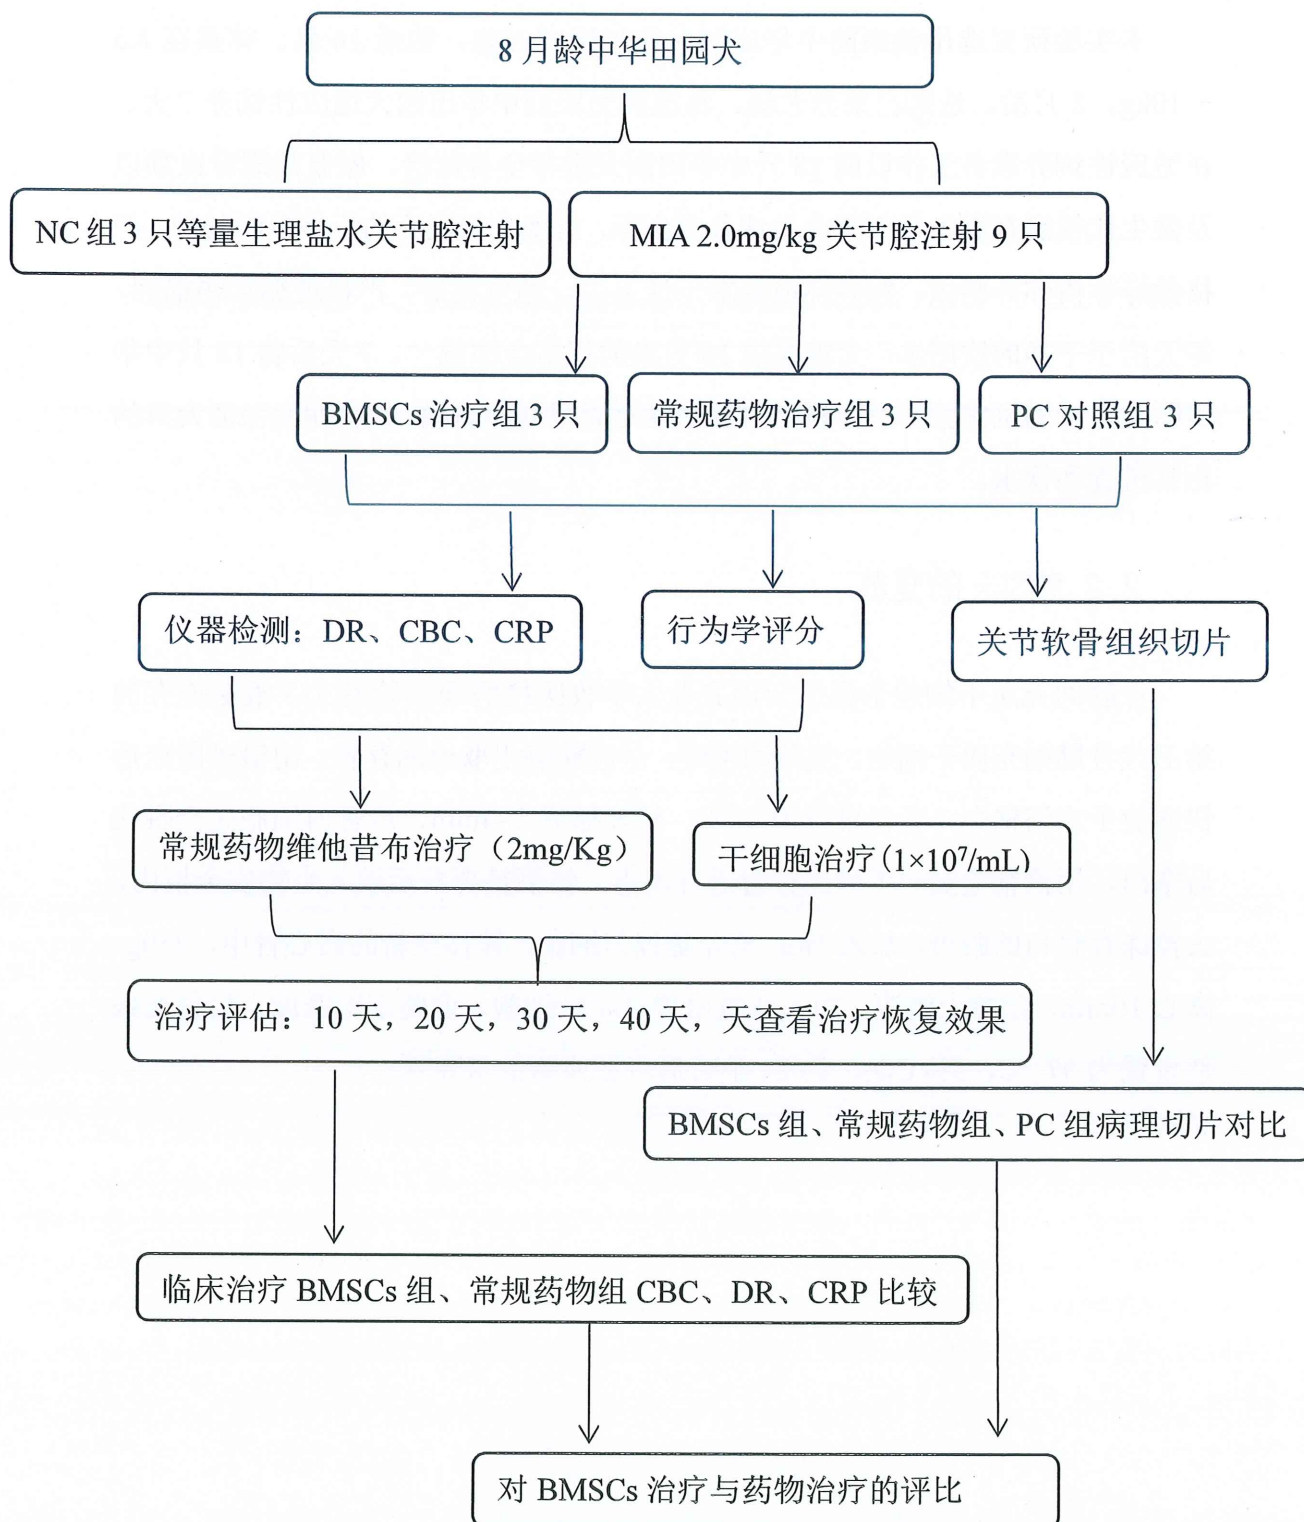 8 月龄中华田园犬
NC 组 3 只等量生理盐水关节腔注射
MIA 2.0mg/kg 关节腔注射 9 只
BMSCs 治疗组 3 只
常规药物治疗组 3 只
PC 对照组 3 只
仪器检测：DR、CBC、CRP
行为学评分
关节软骨组织切片
常规药物维他昔布治疗（2mg/Kg）
干细胞治疗(1×10⁷/mL)
治疗评估：10 天，20 天，30 天，40 天，天查看治疗恢复效果
BMSCs 组、常规药物组、PC 组病理切片对比
临床治疗 BMSCs 组、常规药物组 CBC、DR、CRP 比较
对 BMSCs 治疗与药物治疗的评比